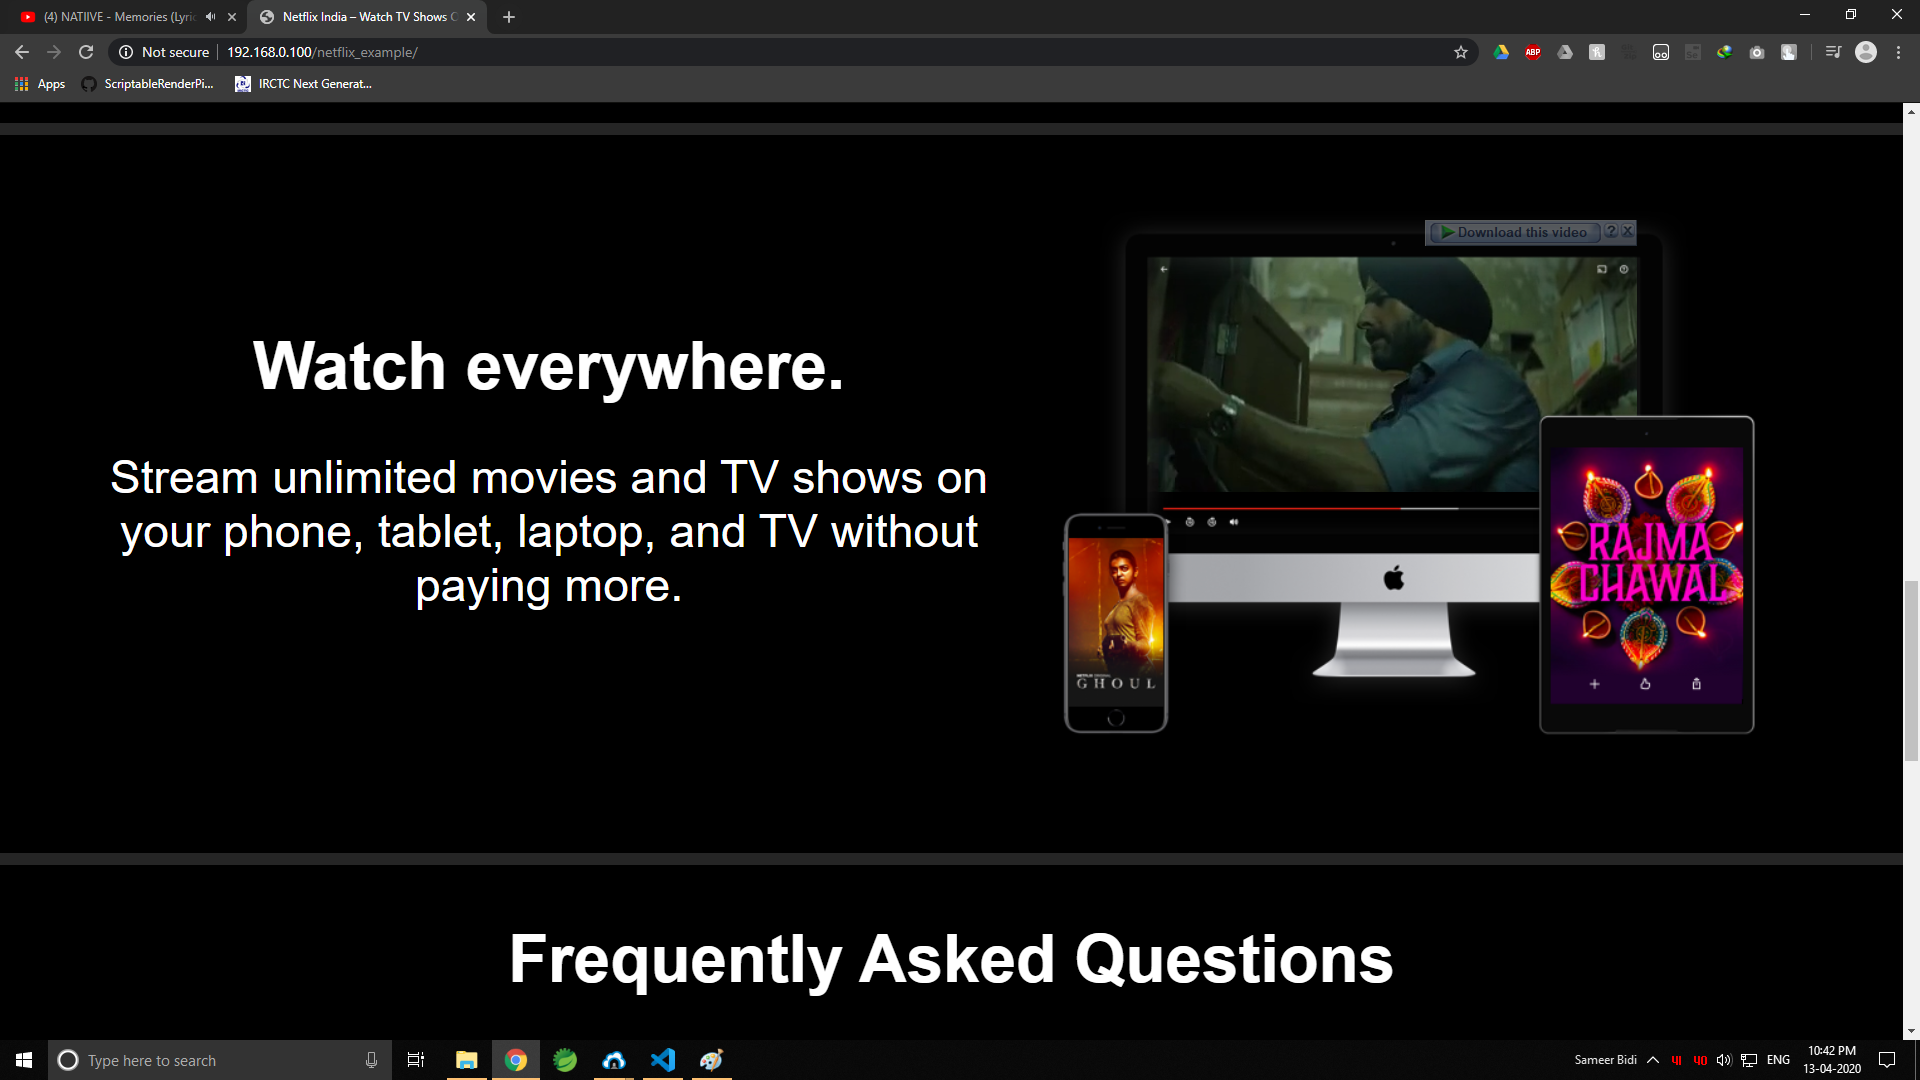 (4) NATIIVE - Memories (Lyri
Netflix India – Watch TV Shows O
Not secure
192.168.0.100/netflix_example/
ABP
Apps
ScriptableRenderPi...
IRCTC Next Generat...
Download this video
?
Watch everywhere.
Stream unlimited movies and TV shows on
your phone, tablet, laptop, and TV without
paying more.
RAJMA
CHAWAL
GHOUL
Frequently Asked Questions
Type here to search
Sameer Bidi
41
40
ENG
10:42 PM
13-04-2020